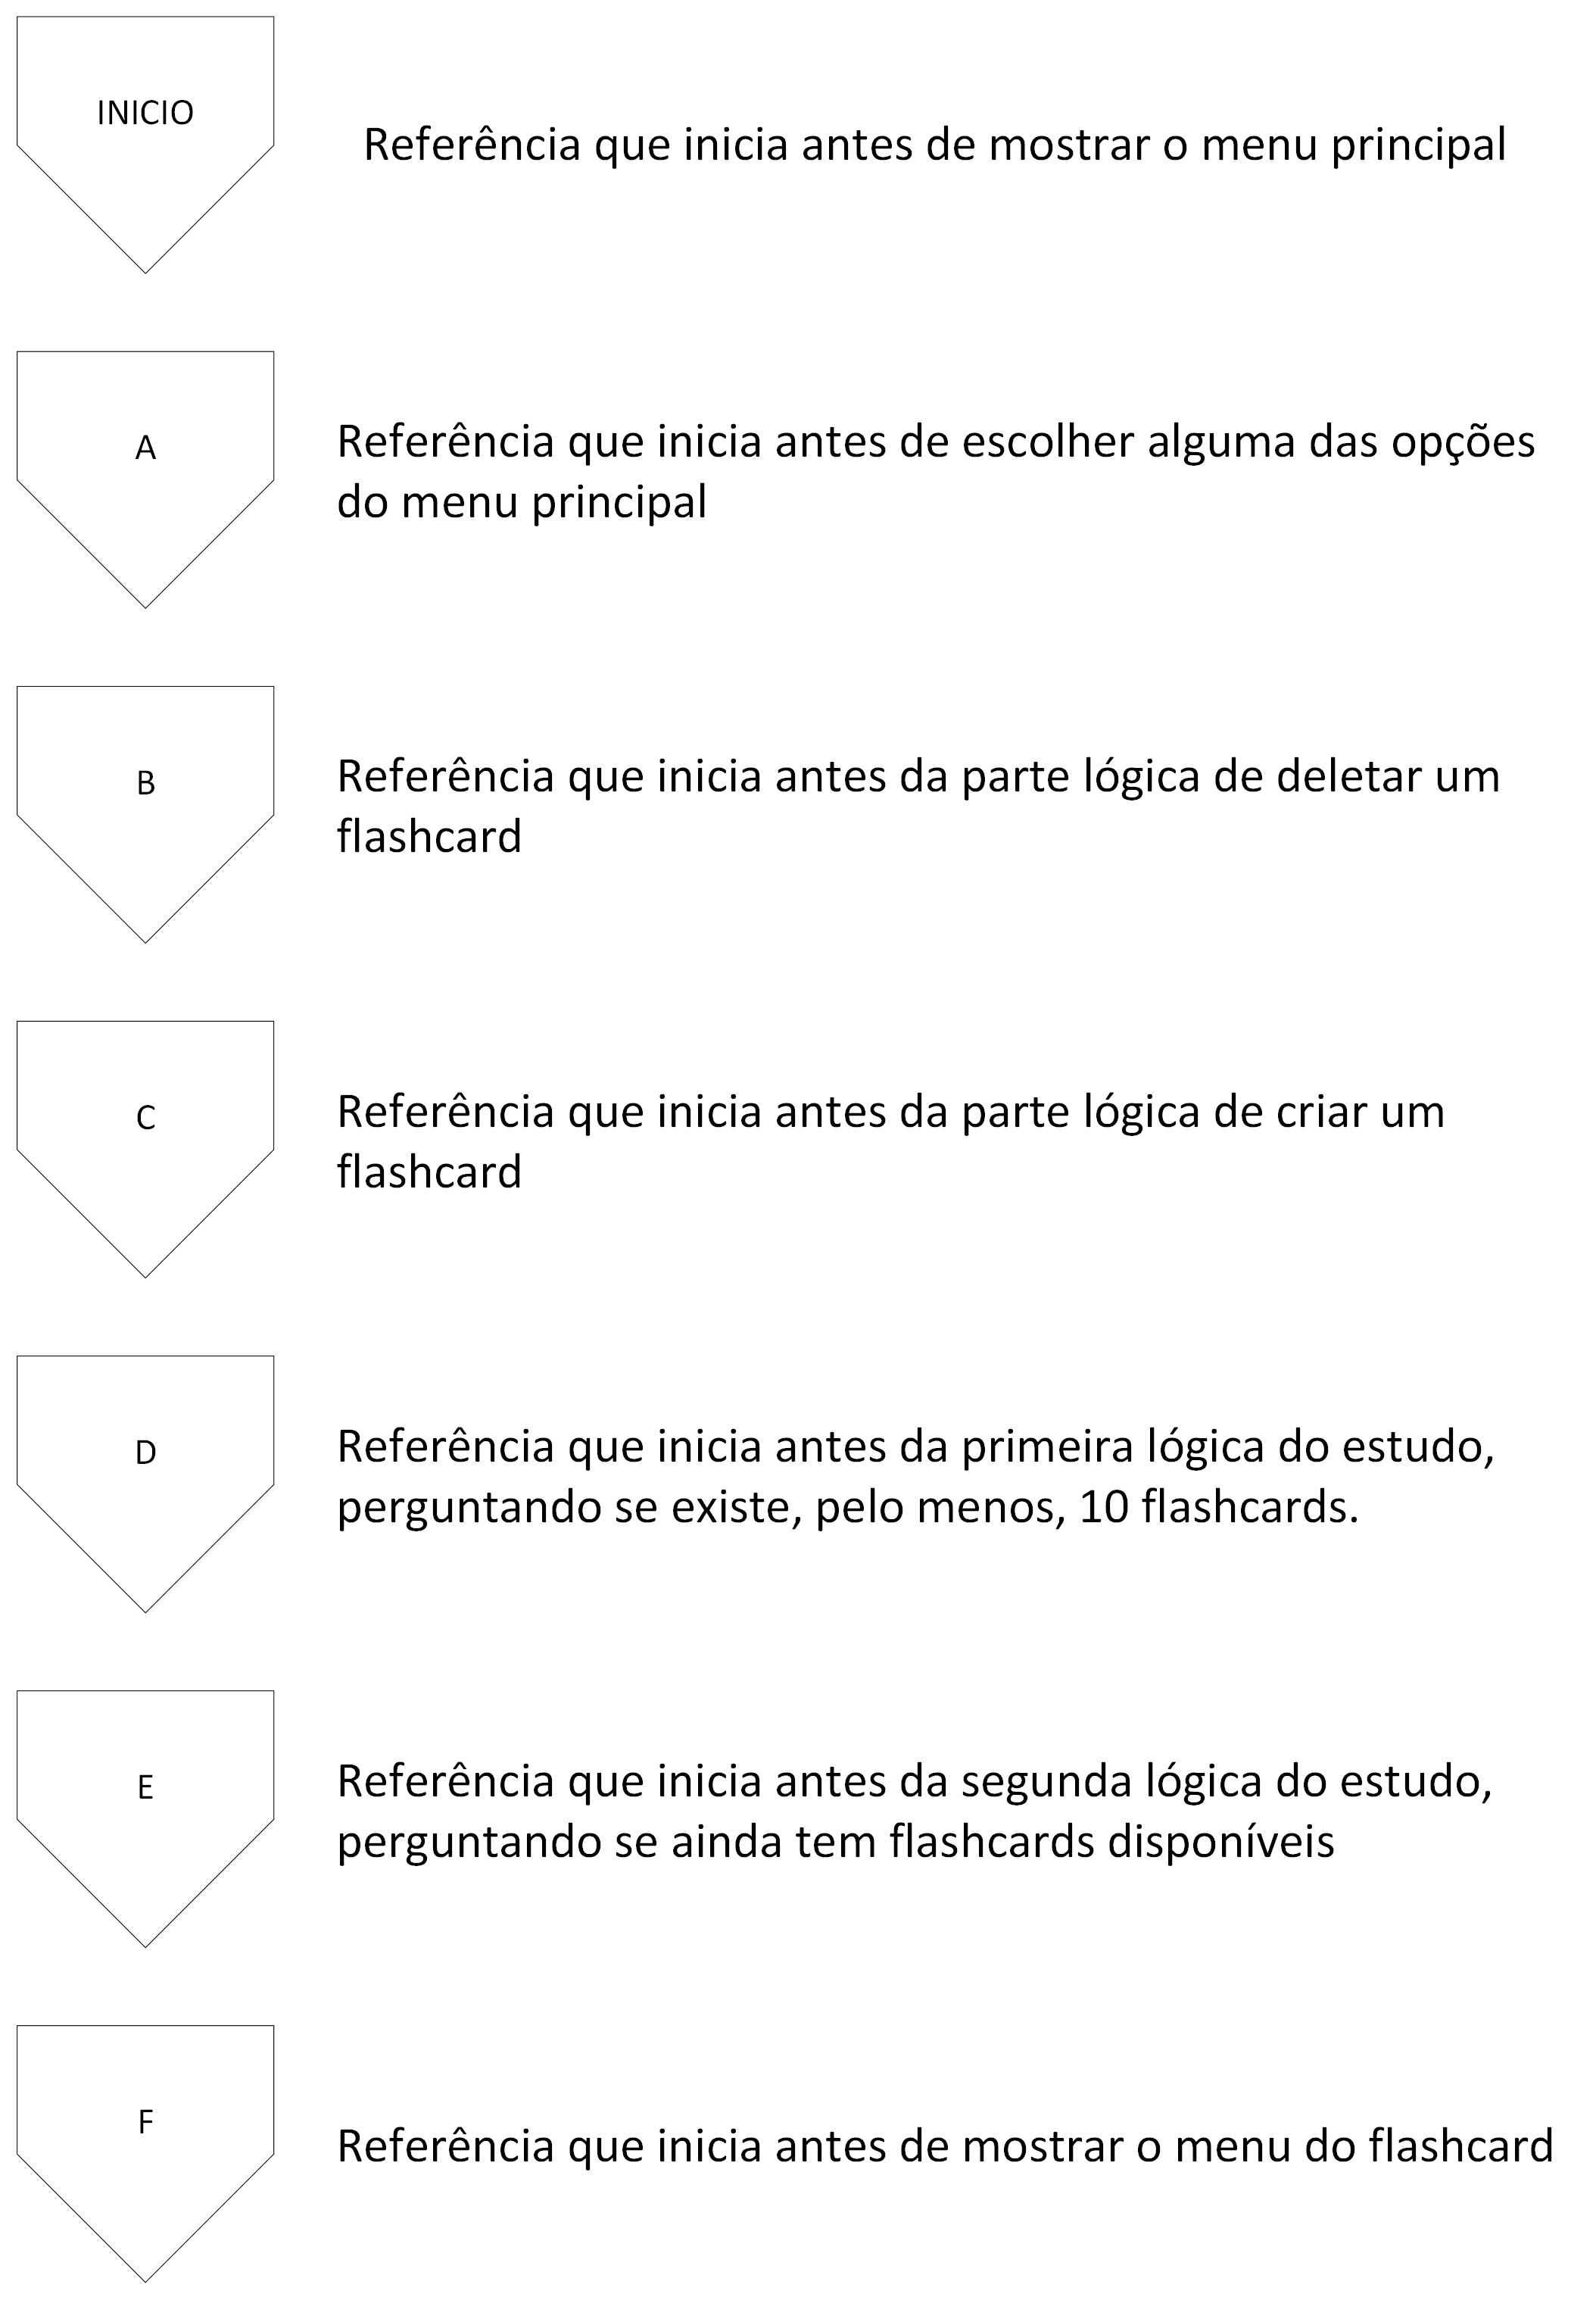 INICIO
Referência que inicia antes de mostrar o menu principal
A
Referência que inicia antes de escolher alguma das opções
do menu principal
B
Referência que inicia antes da parte lógica de deletar um
flashcard
C
Referência que inicia antes da parte lógica de criar um
flashcard
D
Referência que inicia antes da primeira lógica do estudo,
perguntando se existe, pelo menos, 10 flashcards.
E
Referência que inicia antes da segunda lógica do estudo,
perguntando se ainda tem flashcards disponíveis
F
Referência que inicia antes de mostrar o menu do flashcard